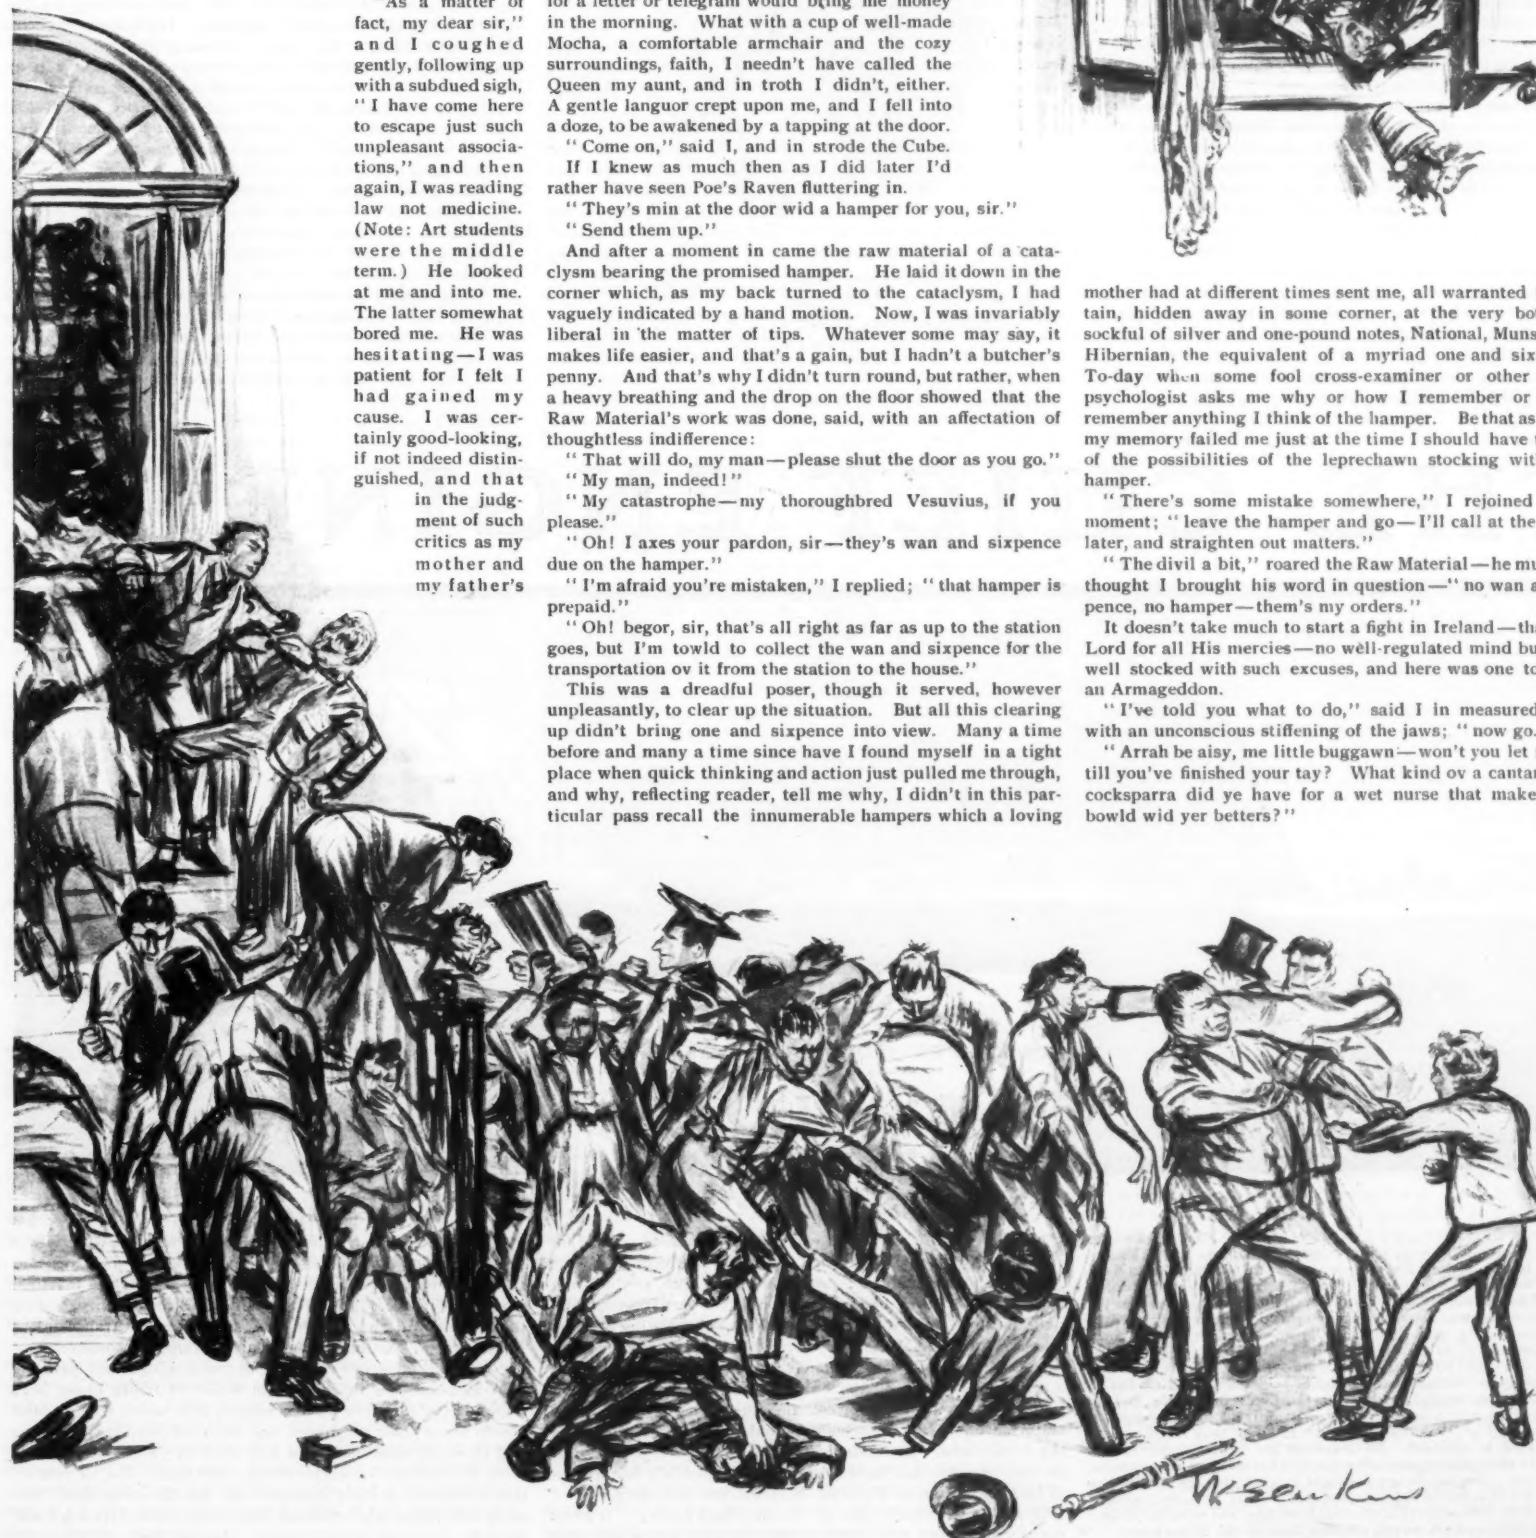 "As a matter of
fact, my dear sir,"
and I coughed
gently, following up
with a subdued sigh,
"I have come here
to escape just such
unpleasant associa-
tions," and then
again, I was reading
law not medicine.
(Note: Art students
were the middle
term.) He looked
at me and into me.
The latter somewhat
bored me. He was
hesitating—I was
patient for I felt I
had gained my
cause. I was cer-
tainly good-looking,
if not indeed distin-
guished, and that
in the judg-
ment of such
critics as my
mother and
my father's
for a letter or telegram would bring me money
in the morning. What with a cup of well-made
Mocha, a comfortable armchair and the cozy
surroundings, faith, I needn't have called the
Queen my aunt, and in troth I didn't, either.
A gentle languor crept upon me, and I fell into
a doze, to be awakened by a tapping at the door.
"Come on," said I, and in strode the Cube.
If I knew as much then as I did later I'd
rather have seen Poe's Raven fluttering in.
"They's min at the door wid a hamper for you, sir."
"Send them up."
And after a moment in came the raw material of a cata-
clysm bearing the promised hamper. He laid it down in the
corner which, as my back turned to the cataclysm, I had
vaguely indicated by a hand motion. Now, I was invariably
liberal in the matter of tips. Whatever some may say, it
makes life easier, and that's a gain, but I hadn't a butcher's
penny. And that's why I didn't turn round, but rather, when
a heavy breathing and the drop on the floor showed that the
Raw Material's work was done, said, with an affectation of
thoughtless indifference:
"That will do, my man—please shut the door as you go."
"My man, indeed!"
"My catastrophe—my thoroughbred Vesuvius, if you
please."
"Oh! I axes your pardon, sir—they's wan and sixpence
due on the hamper."
"I'm afraid you're mistaken," I replied; "that hamper is
prepaid."
"Oh! begor, sir, that's all right as far as up to the station
goes, but I'm towld to collect the wan and sixpence for the
transportation ov it from the station to the house."
This was a dreadful poser, though it served, however
unpleasantly, to clear up the situation. But all this clearing
up didn't bring one and sixpence into view. Many a time
before and many a time since have I found myself in a tight
place when quick thinking and action just pulled me through,
and why, reflecting reader, tell me why, I didn't in this par-
ticular pass recall the innumerable hampers which a loving
mother had at different times sent me, all warranted
tain, hidden away in some corner, at the very bo
sockful of silver and one-pound notes, National, Muns
Hibernian, the equivalent of a myriad one and six
To-day when some fool cross-examiner or other
psychologist asks me why or how I remember or
remember anything I think of the hamper. Be that as
my memory failed me just at the time I should have
of the possibilities of the leprechawn stocking wit
hamper.
"There's some mistake somewhere," I rejoined
moment; "leave the hamper and go—I'll call at the
later, and straighten out matters."
"The divil a bit," roared the Raw Material—he mu
thought I brought his word in question—"no wan a
pence, no hamper—them's my orders."
It doesn't take much to start a fight in Ireland—th
Lord for all His mercies—no well-regulated mind bu
well stocked with such excuses, and here was one to
an Armageddon.
"I've told you what to do," said I in measured
with an unconscious stiffening of the jaws; "now go.
"Arrah be aisy, me little buggawn—won't you let
till you've finished your tay? What kind ov a cantan
cocksparra did ye have for a wet nurse that make
bowld wid yer betters?"